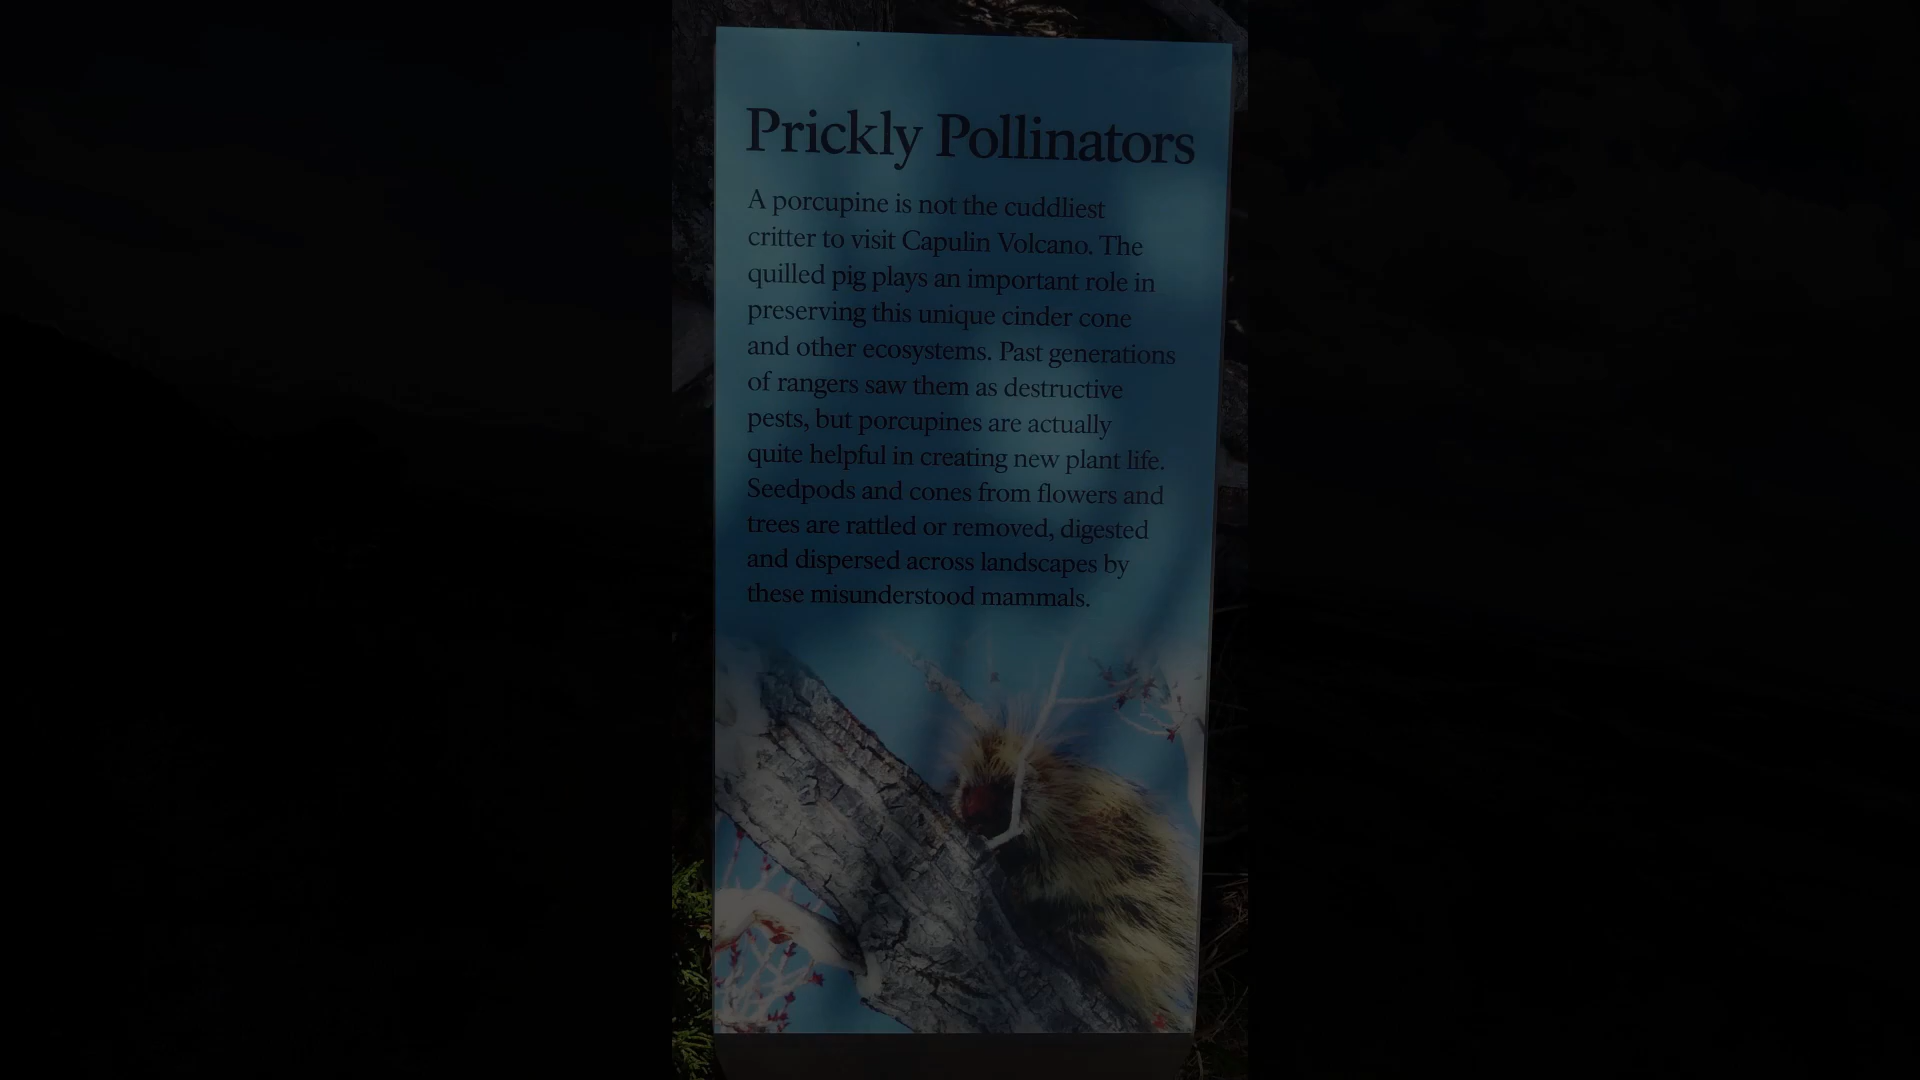 Prickly Pollinators
A porcupine is not the cuddliest
critter to visit Capulin Volcano. The
quilled pig plays an important role in
preserving this unique cinder cone
and other ecosystems. Past generations
of rangers saw them as destructive
pests, but porcupines are actually
quite helpful in creating new plant life.
Seedpods and cones from flowers and
trees are rattled or removed, digested
and dispersed across landscapes by
these misunderstood mammals.